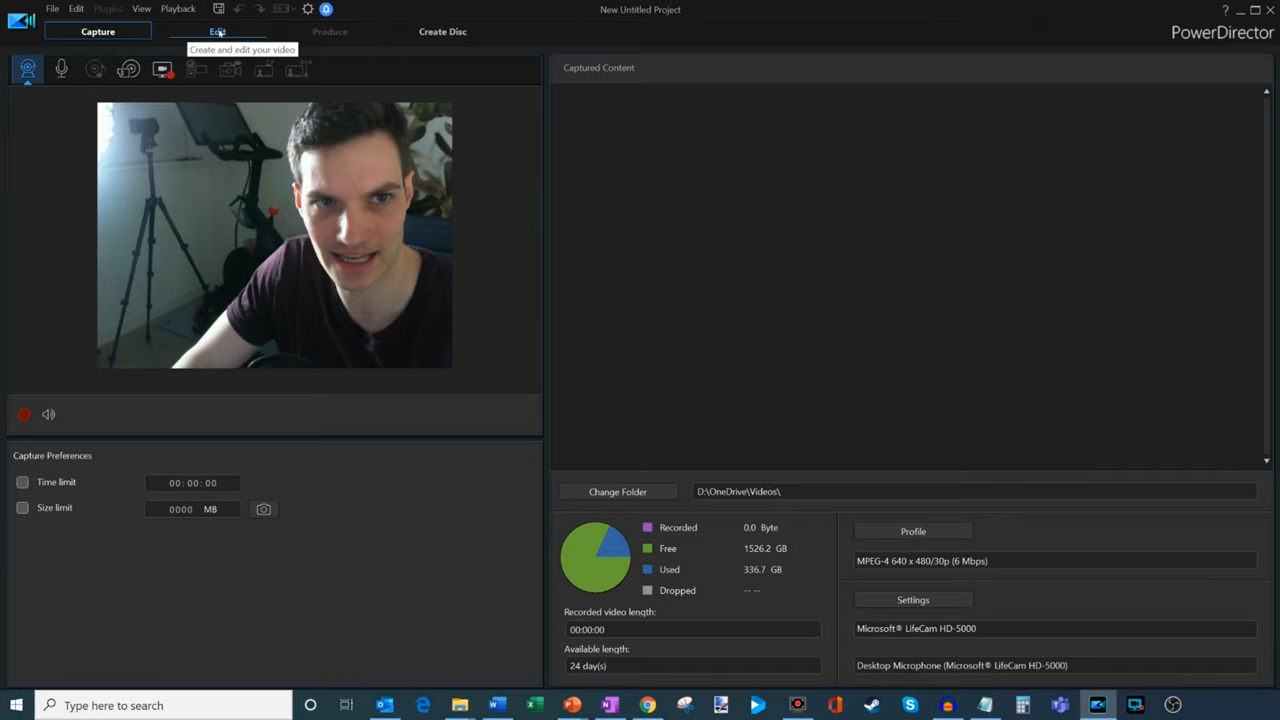 File Edit Plugins View Playback
New Untitled Project
Capture Edit Produce Create Disc
PowerDirector
Create and edit your video
Captured Content
Capture Preferences
Time limit 00: 00: 00
Size limit 0000 MB
Change Folder D:\OneDrive\Videos\
Recorded 0.0 Byte
Free 1526.2 GB
Used 336.7 GB
Dropped -- --
Recorded video length:
00:00:00
Available length:
24 day(s)
Profile
MPEG-4 640 x 480/30p (6 Mbps)
Settings
Microsoft® LifeCam HD-5000
Desktop Microphone (Microsoft® LifeCam HD-5000)
Type here to search